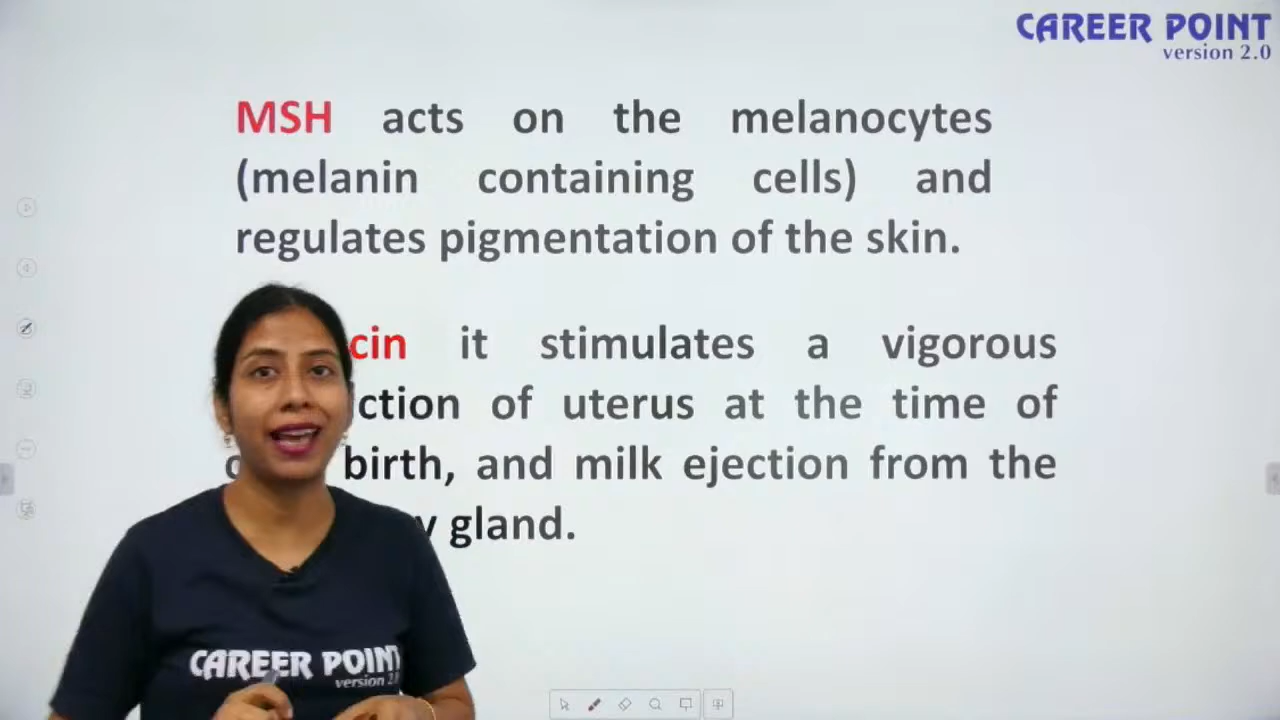 CAREER POINT
version 2.0
MSH acts on the melanocytes
(melanin containing cells) and
regulates pigmentation of the skin.
cin it stimulates a vigorous
ction of uterus at the time of
birth, and milk ejection from the
y gland.
CAREER POINT
version 2.0